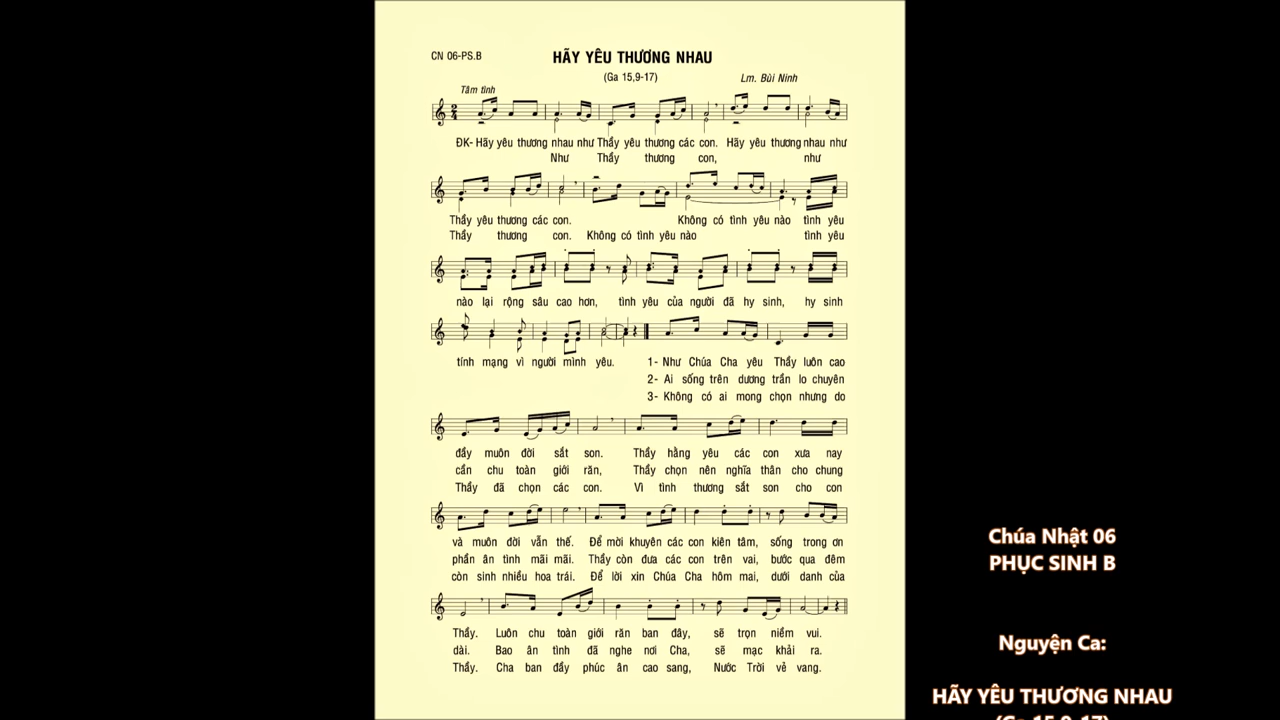 CN 06-PS.B
HÃY YÊU THƯƠNG NHAU
(Ga 15,9-17)
Lm. Bùi Ninh
Tâm tình
ĐK- Hãy yêu thương nhau như Thầy yêu thương các con. Hãy yêu thương nhau như
Như Thầy thương con, như
Thầy yêu thương các con. Không có tình yêu nào tình yêu
Thầy thương con. Không có tình yêu nào tình yêu
nào lại rộng sâu cao hơn, tình yêu của người đã hy sinh, hy sinh
tính mạng vì người mình yêu. 1- Như Chúa Cha yêu Thầy luôn cao
2- Ai sống trên dương trần lo chuyên
3- Không có ai mong chọn nhưng do
đầy muôn đời sắt son. Thầy hằng yêu các con xưa nay
cần chu toàn giới răn, Thầy chọn nên nghĩa thân cho chung
Thầy đã chọn các con. Vì tình thương sắt son cho con
và muôn đời vẫn thế. Để mời khuyên các con kiên tâm, sống trong ơn
phần ân tình mãi mãi. Thầy còn đưa các con trên vai, bước qua đêm
còn sinh nhiều hoa trái. Để lời xin Chúa Cha hôm mai, dưới danh của
Thầy. Luôn chu toàn giới răn ban đây, sẽ trọn niềm vui.
dài. Bao ân tình đã nghe nơi Cha, sẽ mạc khải ra.
Thầy. Cha ban đầy phúc ân cao sang, Nước Trời vẻ vang.
Chúa Nhật 06
PHỤC SINH B
Nguyện Ca:
HÃY YÊU THƯƠNG NHAU
(Ga 15,9-17)